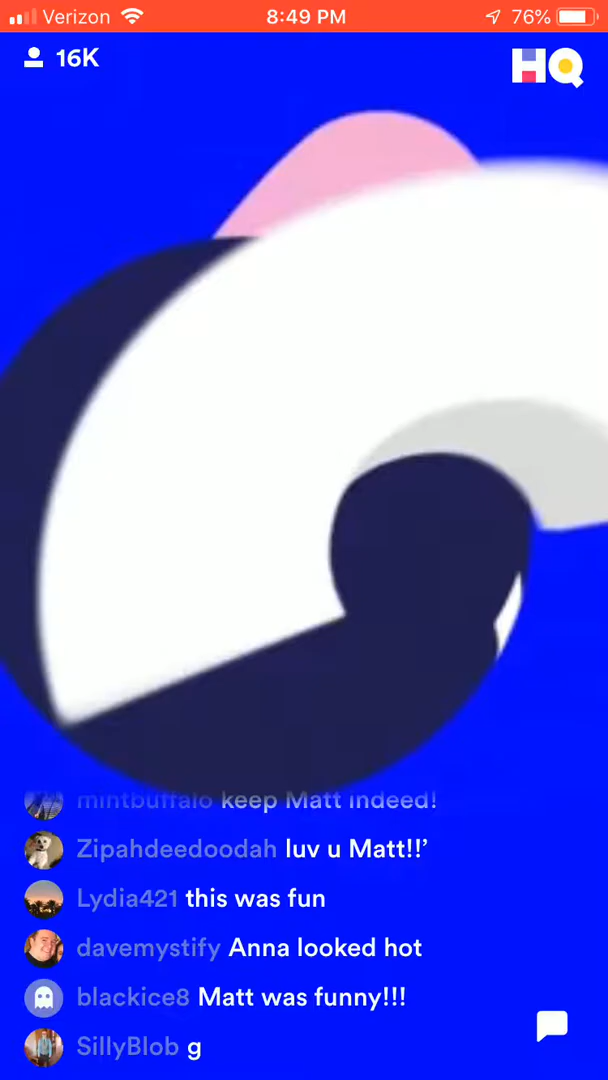 Verizon 8:49 PM 76%
16K HQ
mintbuffalo keep Matt indeed!
Zipahdeedoodah luv u Matt!!’
Lydia421 this was fun
davemystify Anna looked hot
blackice8 Matt was funny!!!
SillyBlob g